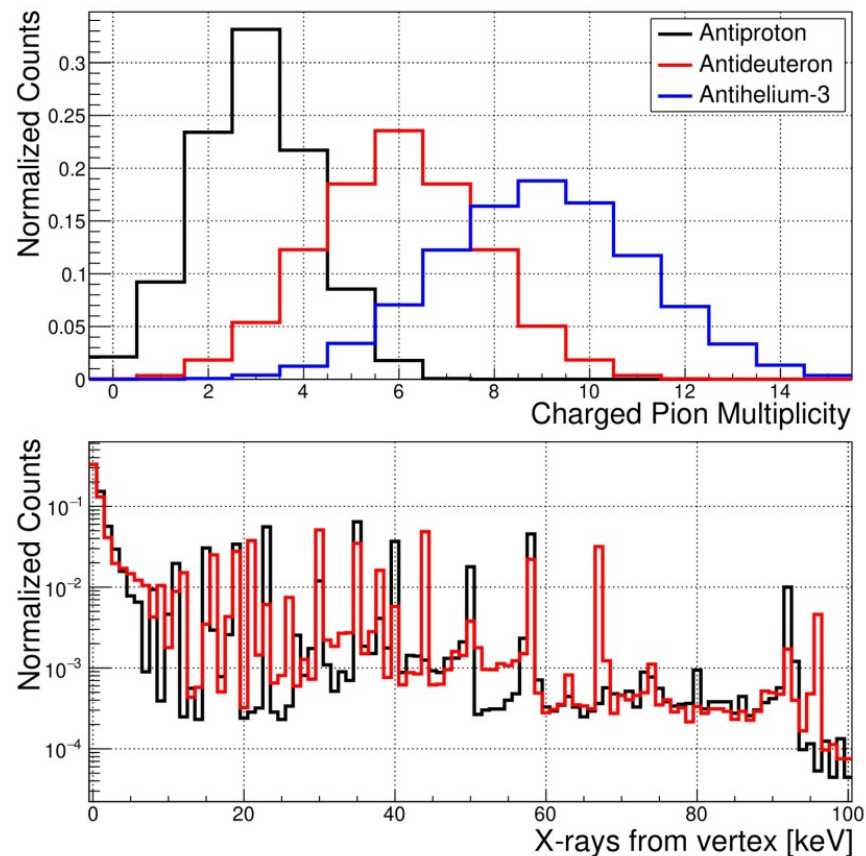 Normalized Counts
0.3
0.25
0.2
0.15
0.1
0.05
0
Antiproton
Antideuteron
Antihelium-3
0 2 4 6 8 10 12 14
Charged Pion Multiplicity
Normalized Counts
10⁻¹
10⁻²
10⁻³
10⁻⁴
0 20 40 60 80 100
X-rays from vertex [keV]